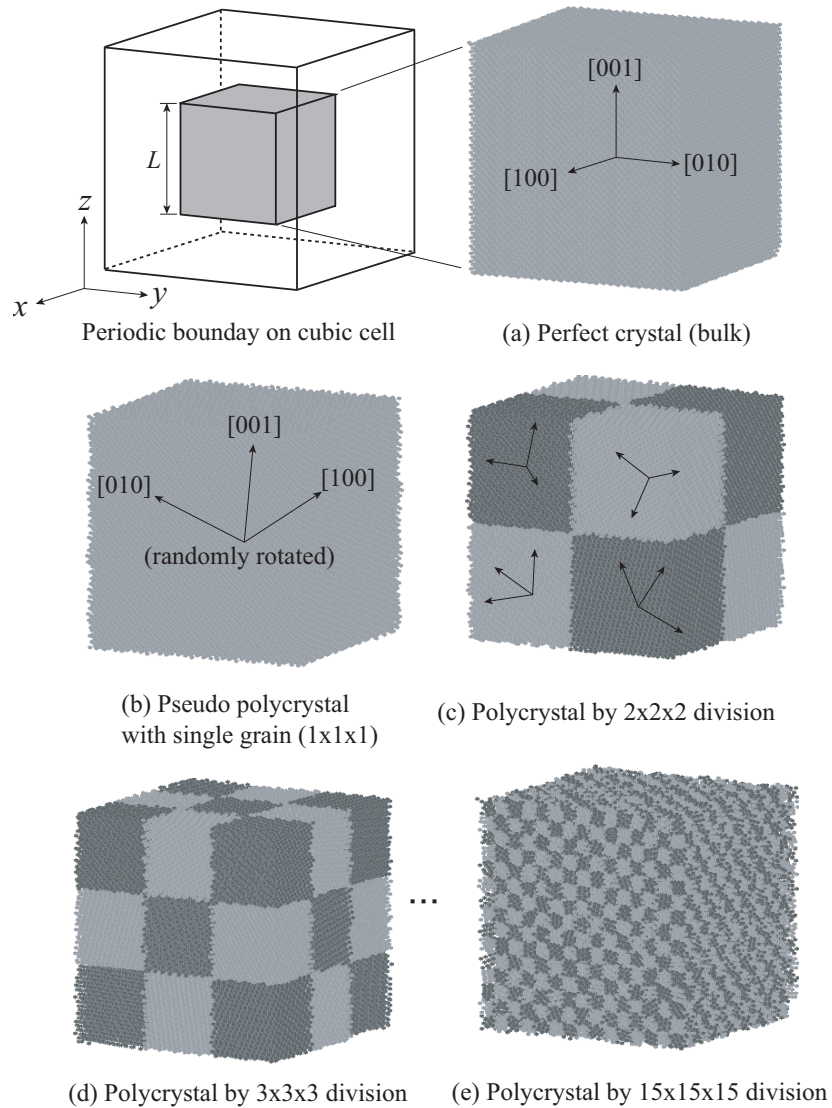 [001]
[100]
[010]
L
z
x
y
Periodic bounday on cubic cell
(a) Perfect crystal (bulk)
[001]
[010]
[100]
(randomly rotated)
(b) Pseudo polycrystal
with single grain (1x1x1)
(c) Polycrystal by 2x2x2 division
...
(d) Polycrystal by 3x3x3 division
(e) Polycrystal by 15x15x15 division